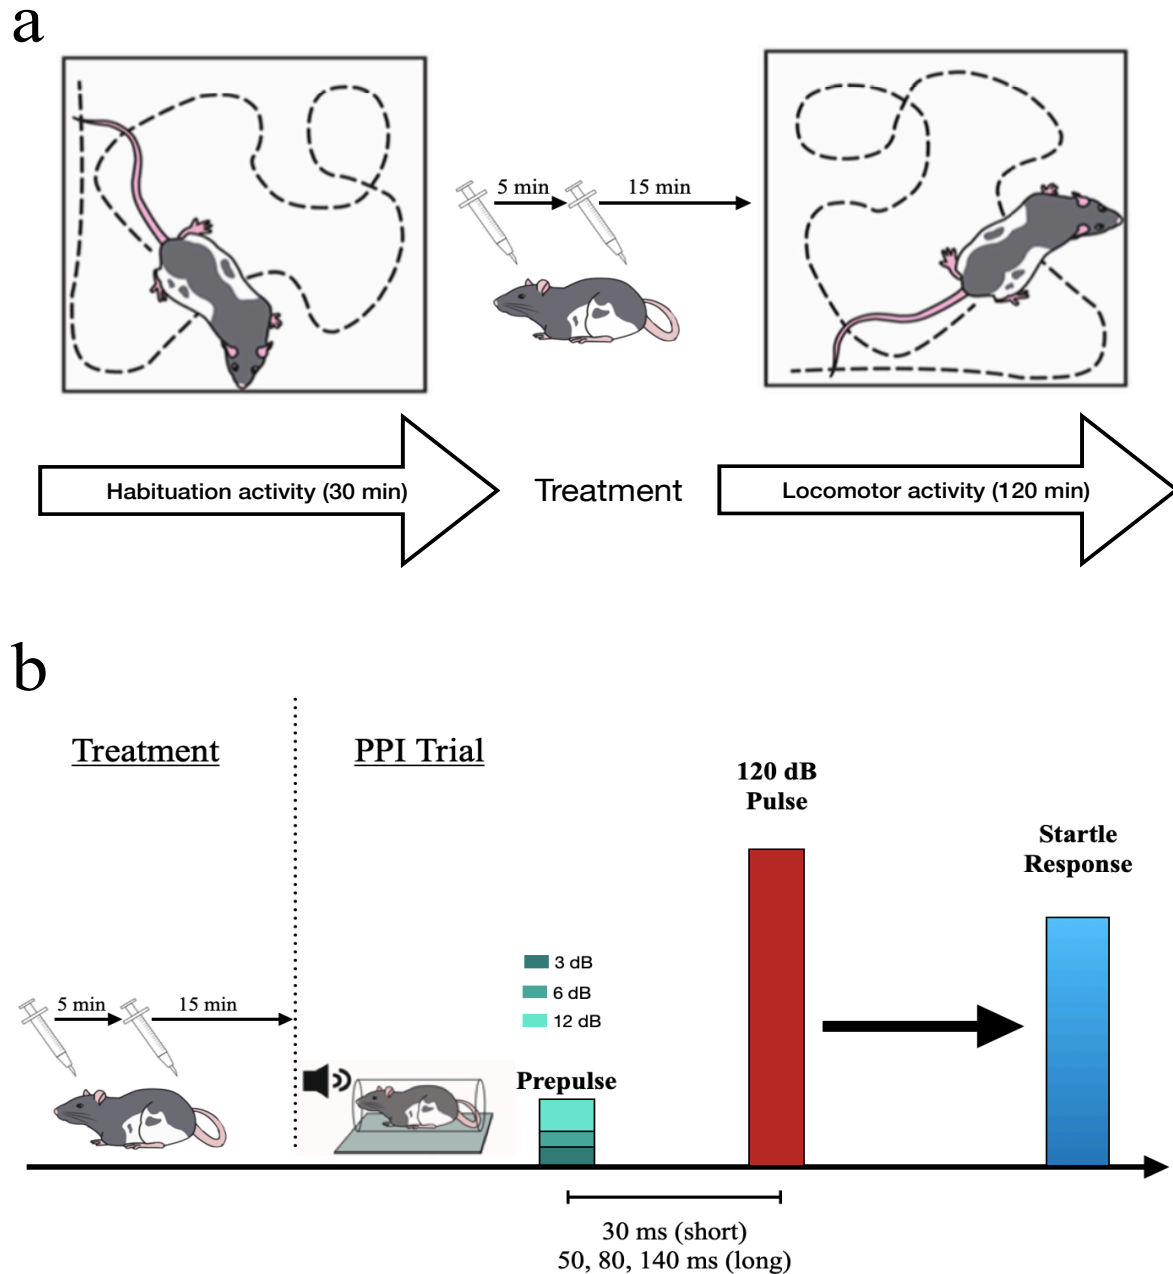 a
5 min
15 min
Habituation activity (30 min)
Treatment
Locomotor activity (120 min)
b
Treatment
PPI Trial
120 dB
Pulse
Startle
Response
3 dB
6 dB
12 dB
5 min
15 min
Prepulse
30 ms (short)
50, 80, 140 ms (long)